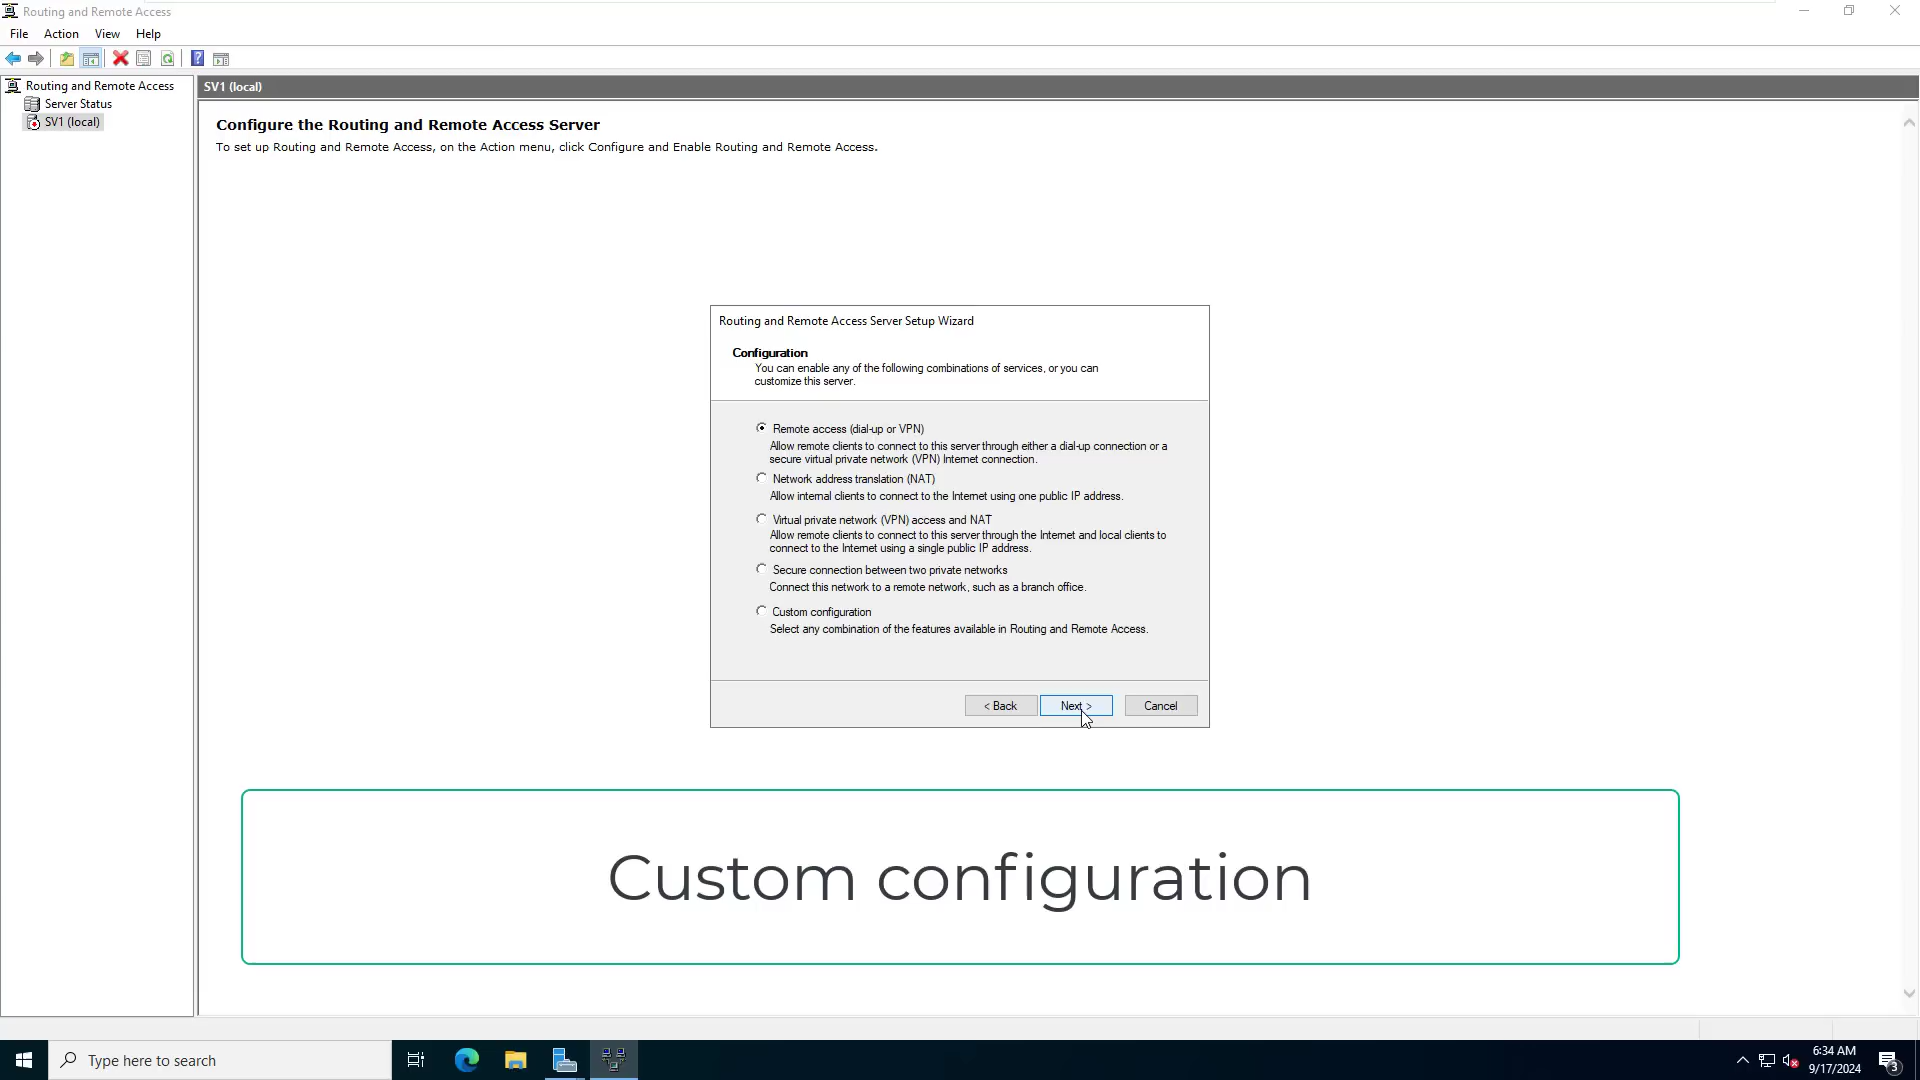 Routing and Remote Access
File Action View Help
Routing and Remote Access
Server Status
SV1 (local)
SV1 (local)
Configure the Routing and Remote Access Server
To set up Routing and Remote Access, on the Action menu, click Configure and Enable Routing and Remote Access.
Routing and Remote Access Server Setup Wizard
Configuration
You can enable any of the following combinations of services, or you can
customize this server.
Remote access (dial-up or VPN)
Allow remote clients to connect to this server through either a dial-up connection or a
secure virtual private network (VPN) Internet connection.
Network address translation (NAT)
Allow internal clients to connect to the Internet using one public IP address.
Virtual private network (VPN) access and NAT
Allow remote clients to connect to this server through the Internet and local clients to
connect to the Internet using a single public IP address.
Secure connection between two private networks
Connect this network to a remote network, such as a branch office.
Custom configuration
Select any combination of the features available in Routing and Remote Access.
< Back Next > Cancel
Custom configuration
Type here to search
6:34 AM
9/17/2024
3